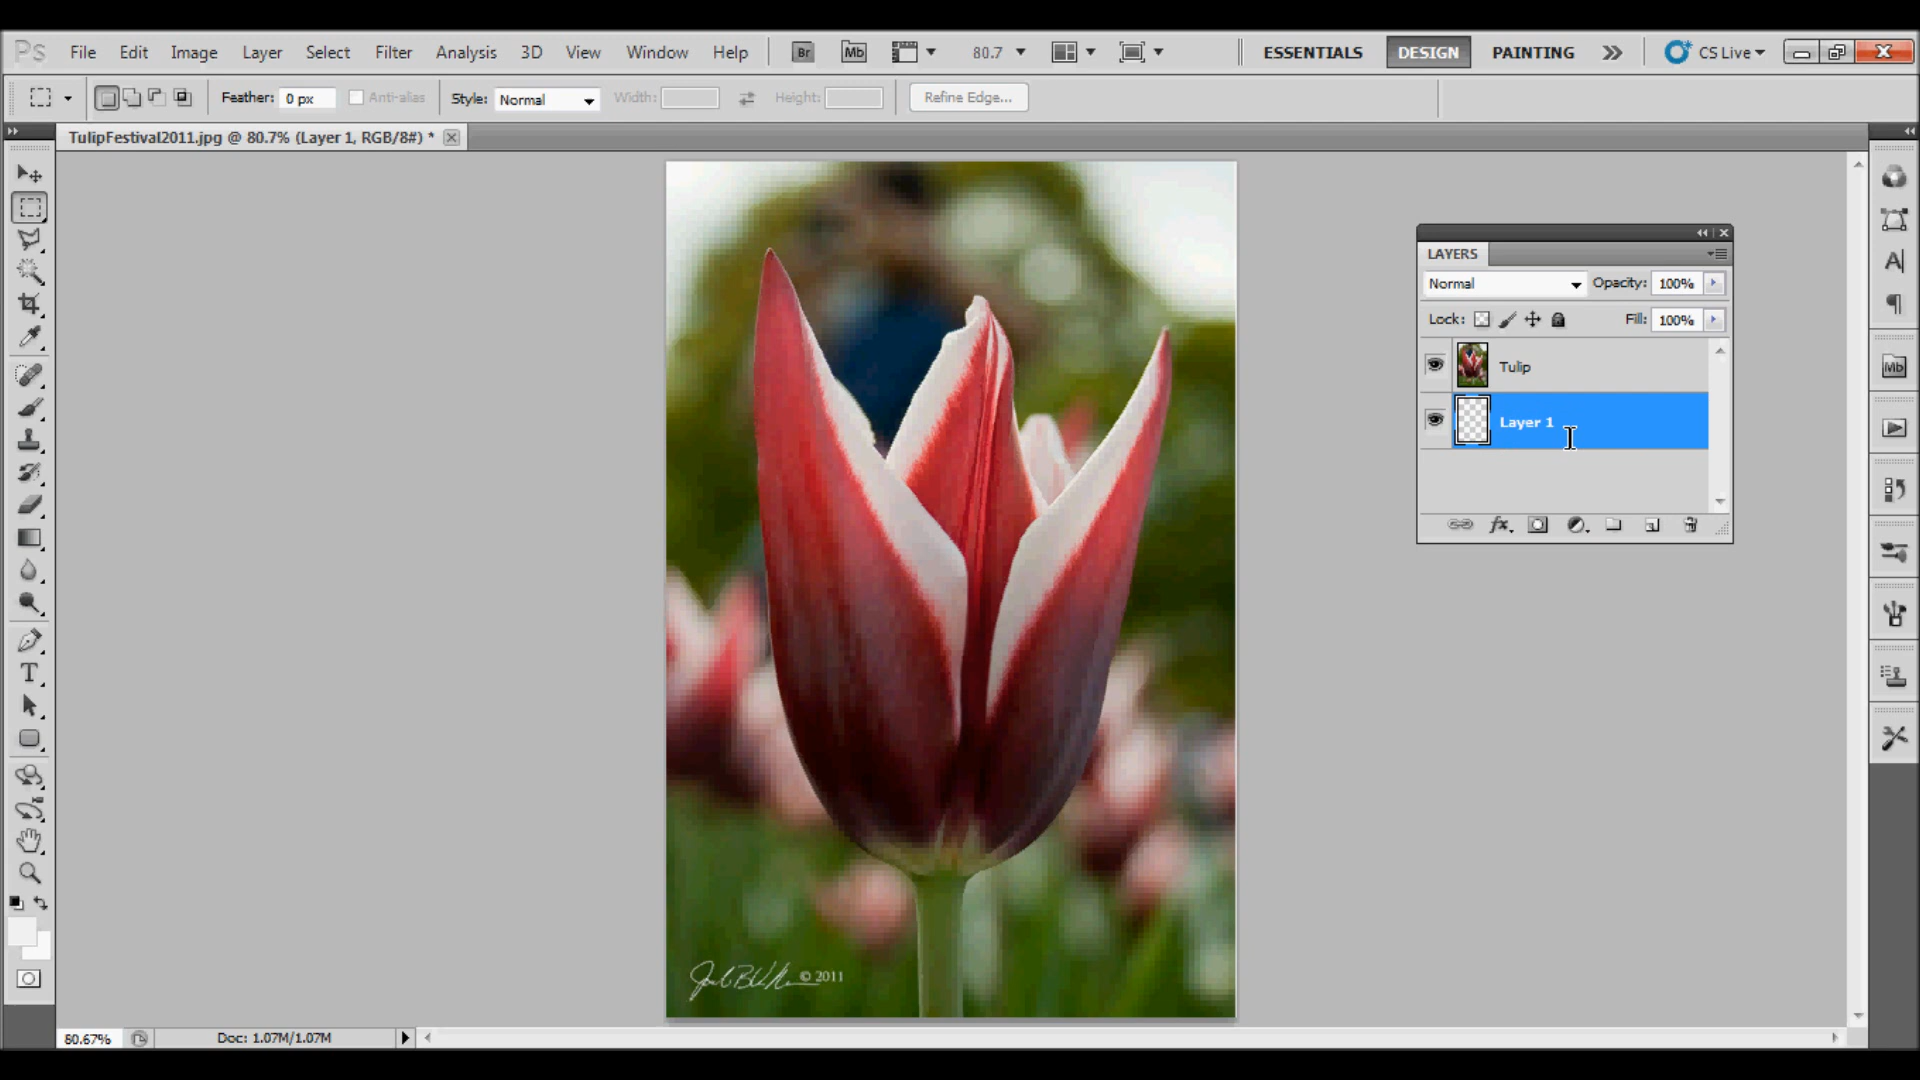 Ps File Edit Image Layer Select Filter Analysis 3D View Window Help Br Mb 80.7 ESSENTIALS DESIGN PAINTING CS Live
Feather: 0 px Anti-alias Style: Normal Width: Height: Refine Edge...
TulipFestival2011.jpg @ 80.7% (Layer 1, RGB/8#) *
LAYERS
Normal Opacity: 100%
Lock: Fill: 100%
Tulip
Layer 1
Mb
© 2011
80.67% Doc: 1.07M/1.07M